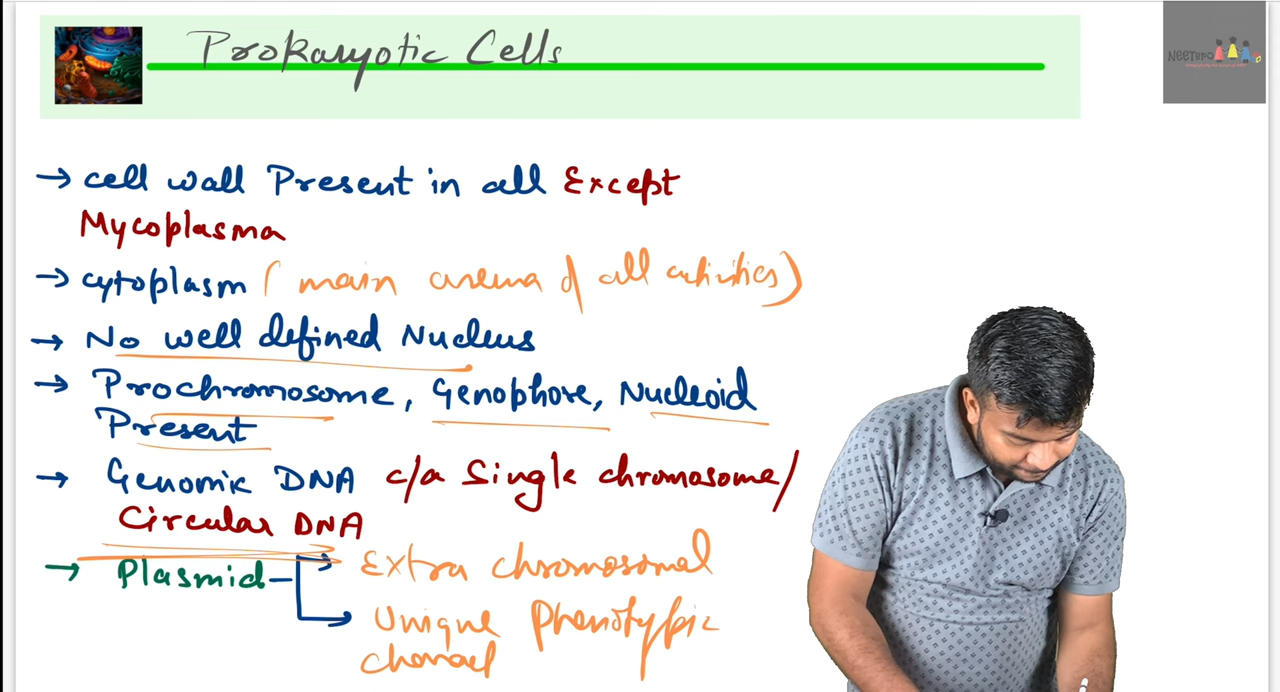 Prokaryotic Cells
NEETPRO
→ cell wall Present in all Except
Mycoplasma
→ cytoplasm (main arena of all activities)
→ No well defined Nucleus
→ Prochromosome, Genophore, Nucleoid
Present
→ Genomic DNA c/a Single chromosome/
Circular DNA
→ Plasmid → Extra chromosomal
→ Unique Phenotypic
charact